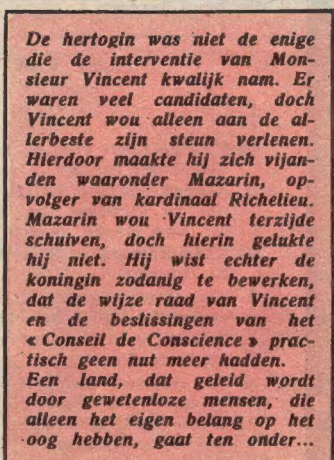 De hertogin was niet de enige
die de interventie van Mon-
sieur Vincent kwalijk nam. Er
waren veel candidaten, doch
Vincent wou alleen aan de al-
lerbeste zijn steun verlenen.
Hierdoor maakte hij zich vijan-
den waaronder Mazarin, op-
volger van kardinaal Richelieu.
Mazarin wou Vincent terzijde
schuiven, doch hierin gelukte
hij niet. Hij wist echter de
koningin zodanig te bewerken,
dat de wijze raad van Vincent
en de beslissingen van het
« Conseil de Conscience » prac-
tisch geen nut meer hadden.
Een land, dat geleid wordt
door gewetenloze mensen, die
alleen het eigen belang op het
oog hebben, gaat ten onder...